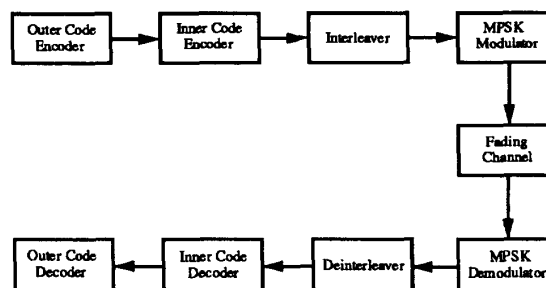 Outer Code
Encoder
Inner Code
Encoder
Interleaver
MPSK
Modulator
Fading
Channel
Outer Code
Decoder
Inner Code
Decoder
Deinterleaver
MPSK
Demodulator